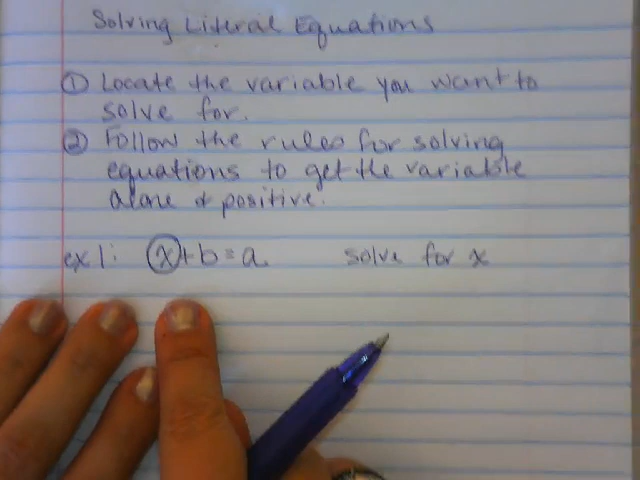 Solving Literal Equations
① Locate the variable you want to
solve for.
② Follow the rules for solving
equations to get the variable
alone & positive.
ex 1: x + b = a solve for x